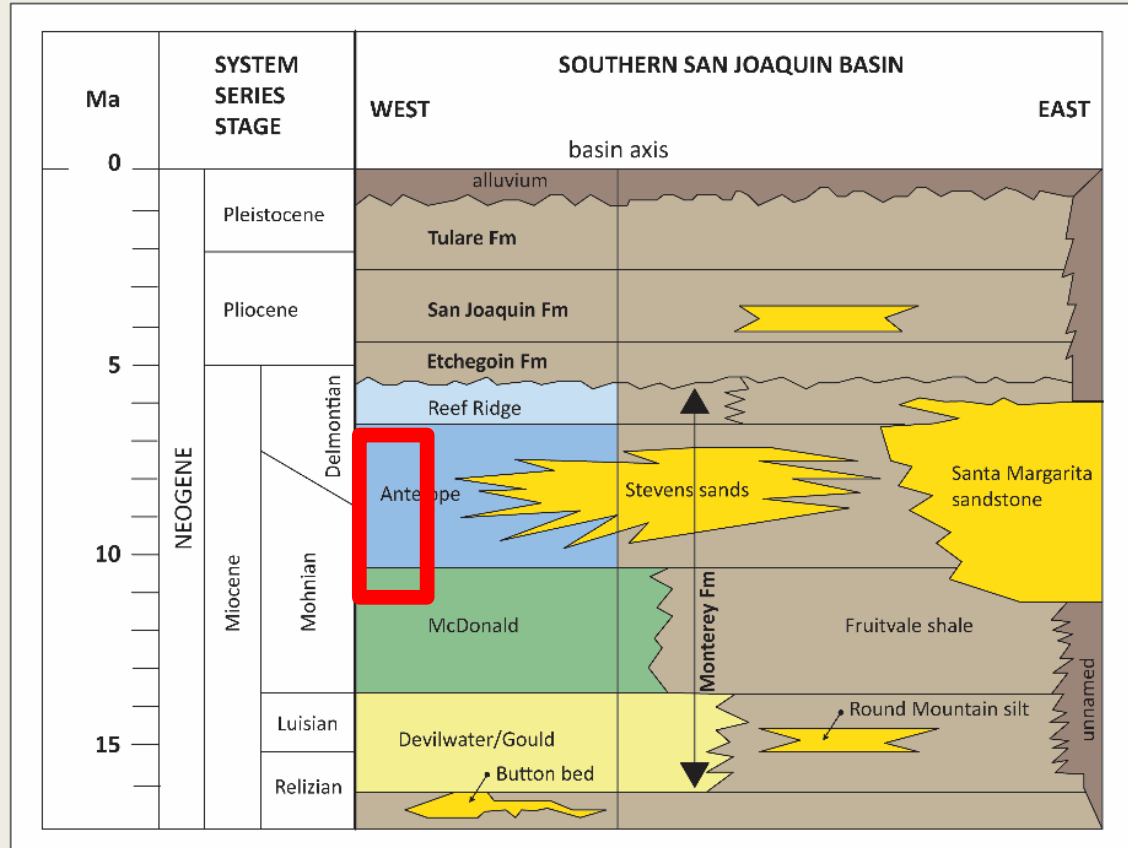 SYSTEM
SERIES
STAGE
Ma
SOUTHERN SAN JOAQUIN BASIN
WEST
EAST
basin axis
0
alluvium
Pleistocene
Tulare Fm
Pliocene
San Joaquin Fm
5
Etchegoin Fm
Delmontian
Reef Ridge
NEOGENE
Antelope
Stevens sands
Santa Margarita
sandstone
10
Miocene
Mohnian
McDonald
Monterey Fm
Fruitvale shale
unnamed
Luisian
Round Mountain silt
15
Devilwater/Gould
Button bed
Relizian